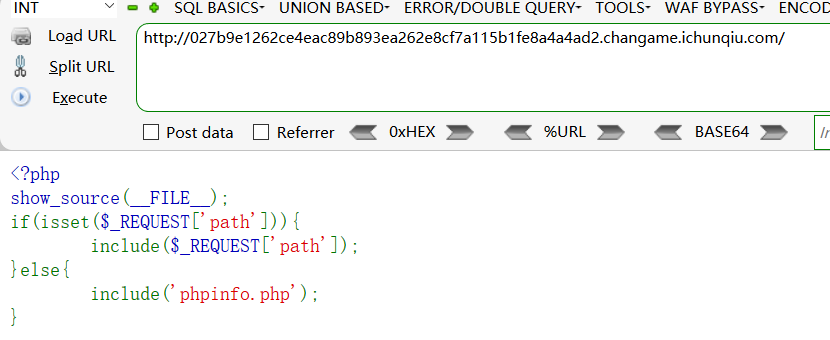 INT SQL BASICS- UNION BASED- ERROR/DOUBLE QUERY- TOOLS- WAF BYPASS- ENCOD
Load URL
http://027b9e1262ce4eac89b893ea262e8cf7a115b1fe8a4a4ad2.changame.ichunqiu.com/
Split URL
Execute
Post data Referrer 0xHEX %URL BASE64
<?php
show_source(__FILE__);
if(isset($_REQUEST['path'])){
include($_REQUEST['path']);
}else{
include('phpinfo.php');
}